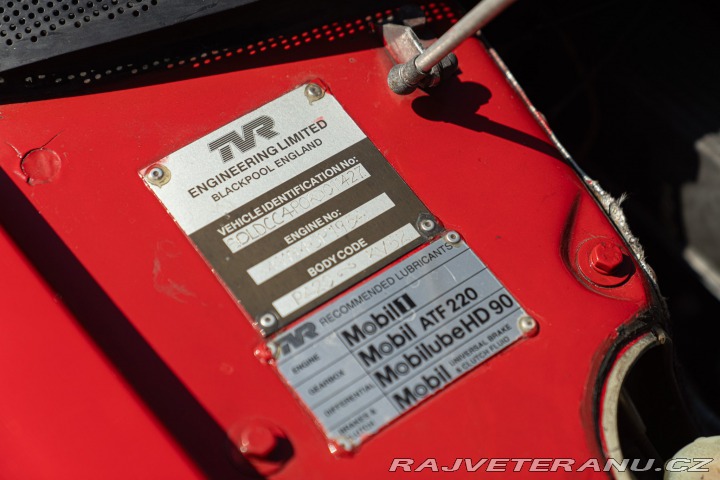 TVR
ENGINEERING LIMITED
BLACKPOOL ENGLAND
VEHICLE IDENTIFICATION No:
ENGINE No:
BODY CODE
TVR RECOMMENDED LUBRICANTS
ENGINE Mobil 1
GEARBOX Mobil ATF 220
DIFFERENTIAL Mobilube HD 90
BRAKES & CLUTCH Mobil UNIVERSAL BRAKE & CLUTCH FLUID
RAJVETERANU.CZ